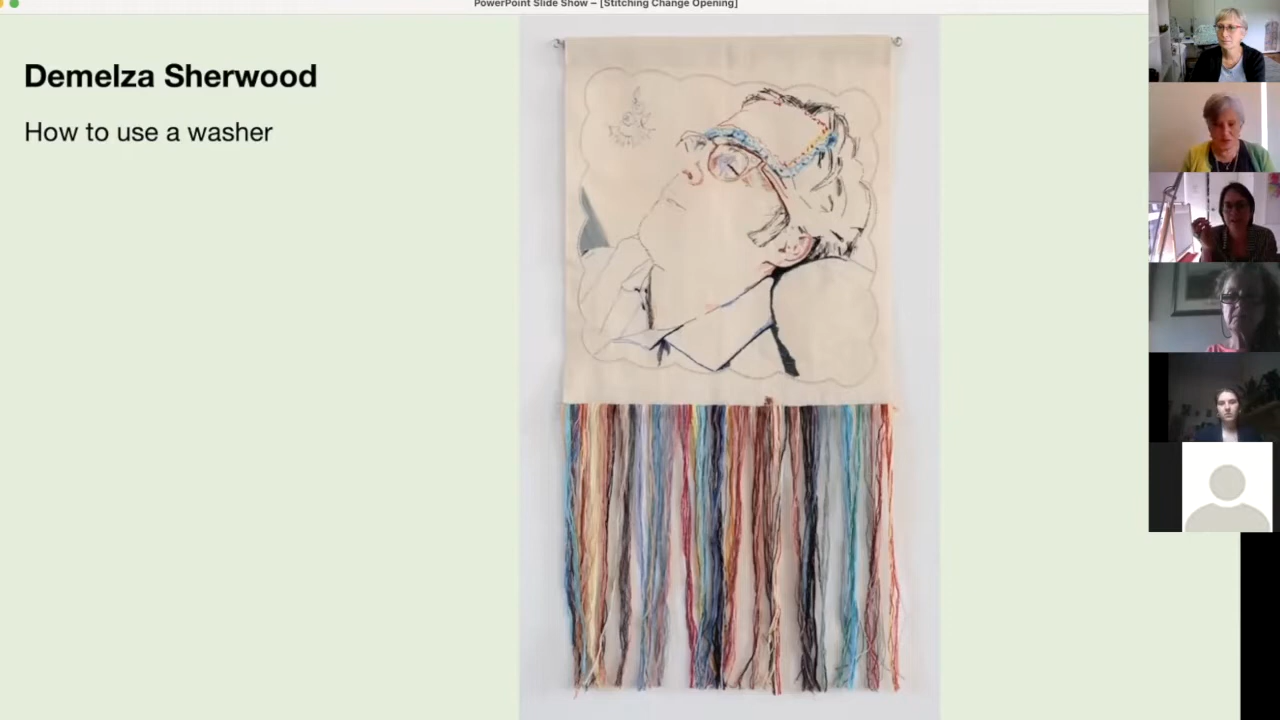 PowerPoint Slide Show – [Stitching Change Opening]
Demelza Sherwood
How to use a washer